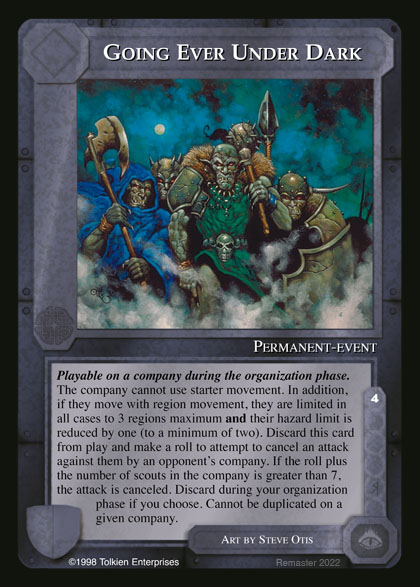 Going Ever Under Dark
Permanent-event
Playable on a company during the organization phase.
The company cannot use starter movement. In addition,
if they move with region movement, they are limited in
all cases to 3 regions maximum and their hazard limit is
reduced by one (to a minimum of two). Discard this card
from play and make a roll to attempt to cancel an attack
against them by an opponent's company. If the roll plus
the number of scouts in the company is greater than 7,
the attack is canceled. Discard during your organization
phase if you choose. Cannot be duplicated on a
given company.
4
Art by Steve Otis
©1998 Tolkien Enterprises
Remaster 2022